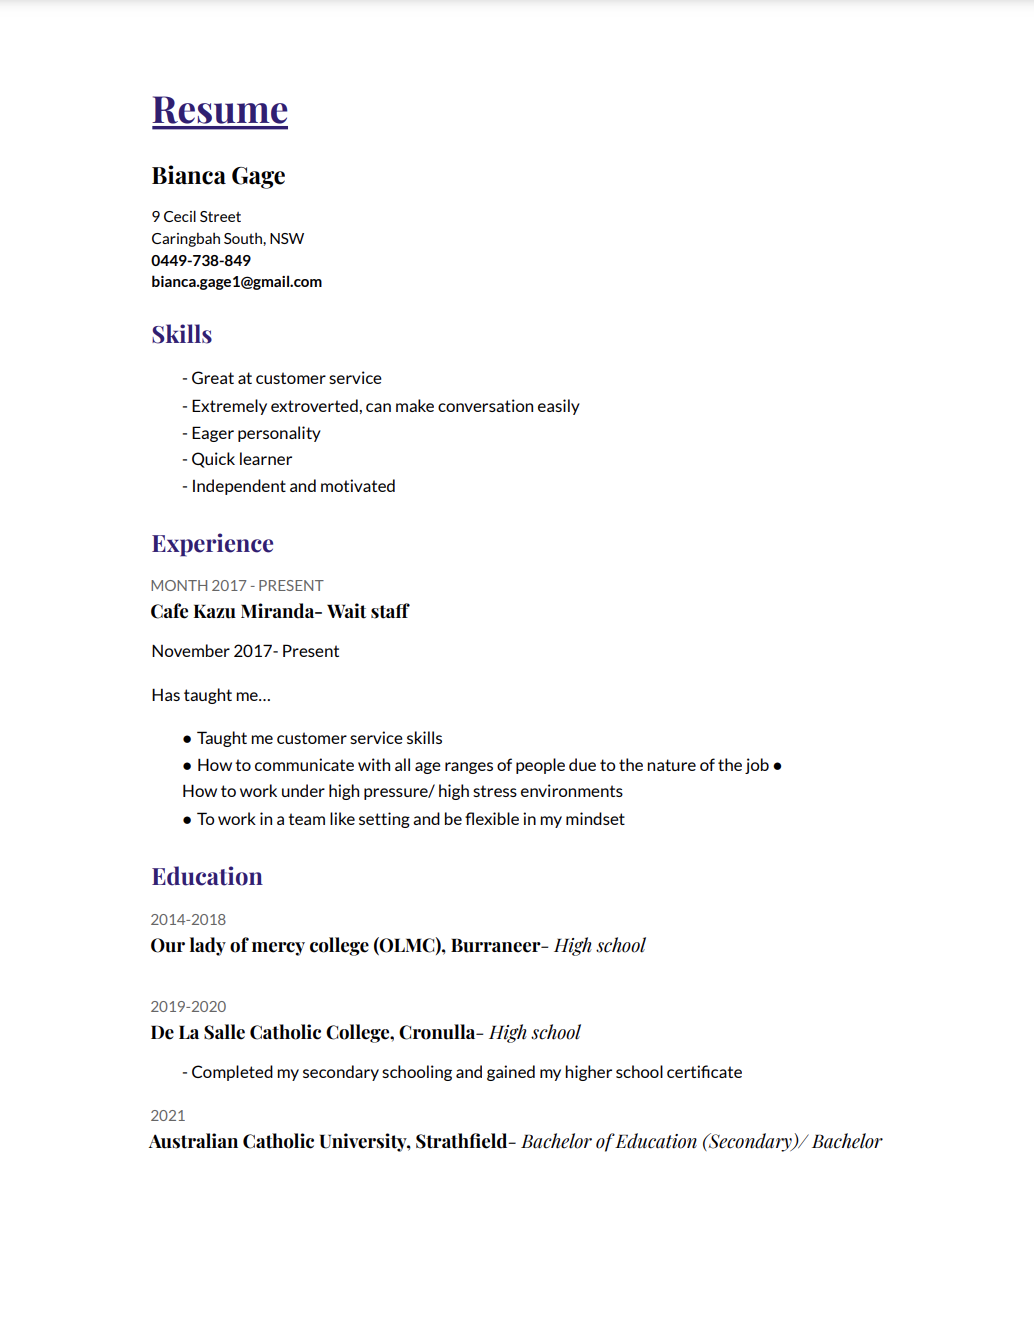 Resume
Bianca Gage
9 Cecil Street
Caringbah South, NSW
0449-738-849
bianca.gage1@gmail.com
Skills
- Great at customer service
- Extremely extroverted, can make conversation easily
- Eager personality
- Quick learner
- Independent and motivated
Experience
MONTH 2017 - PRESENT
Cafe Kazu Miranda- Wait staff
November 2017- Present
Has taught me...
● Taught me customer service skills
● How to communicate with all age ranges of people due to the nature of the job ●
How to work under high pressure/ high stress environments
● To work in a team like setting and be flexible in my mindset
Education
2014-2018
Our lady of mercy college (OLMC), Burraneer- High school
2019-2020
De La Salle Catholic College, Cronulla- High school
- Completed my secondary schooling and gained my higher school certificate
2021
Australian Catholic University, Strathfield- Bachelor of Education (Secondary)/ Bachelor